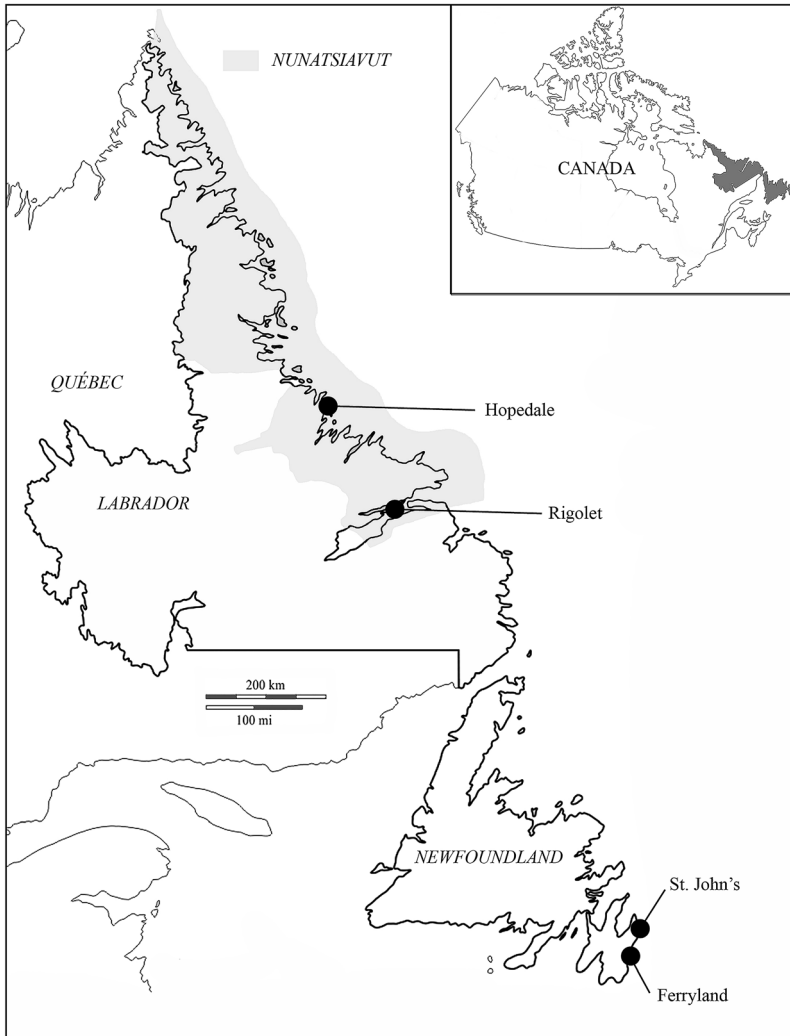 NUNATSIAVUT
CANADA
QUÉBEC
Hopedale
LABRADOR
Rigolet
200 km
100 mi
NEWFOUNDLAND
St. John's
Ferryland